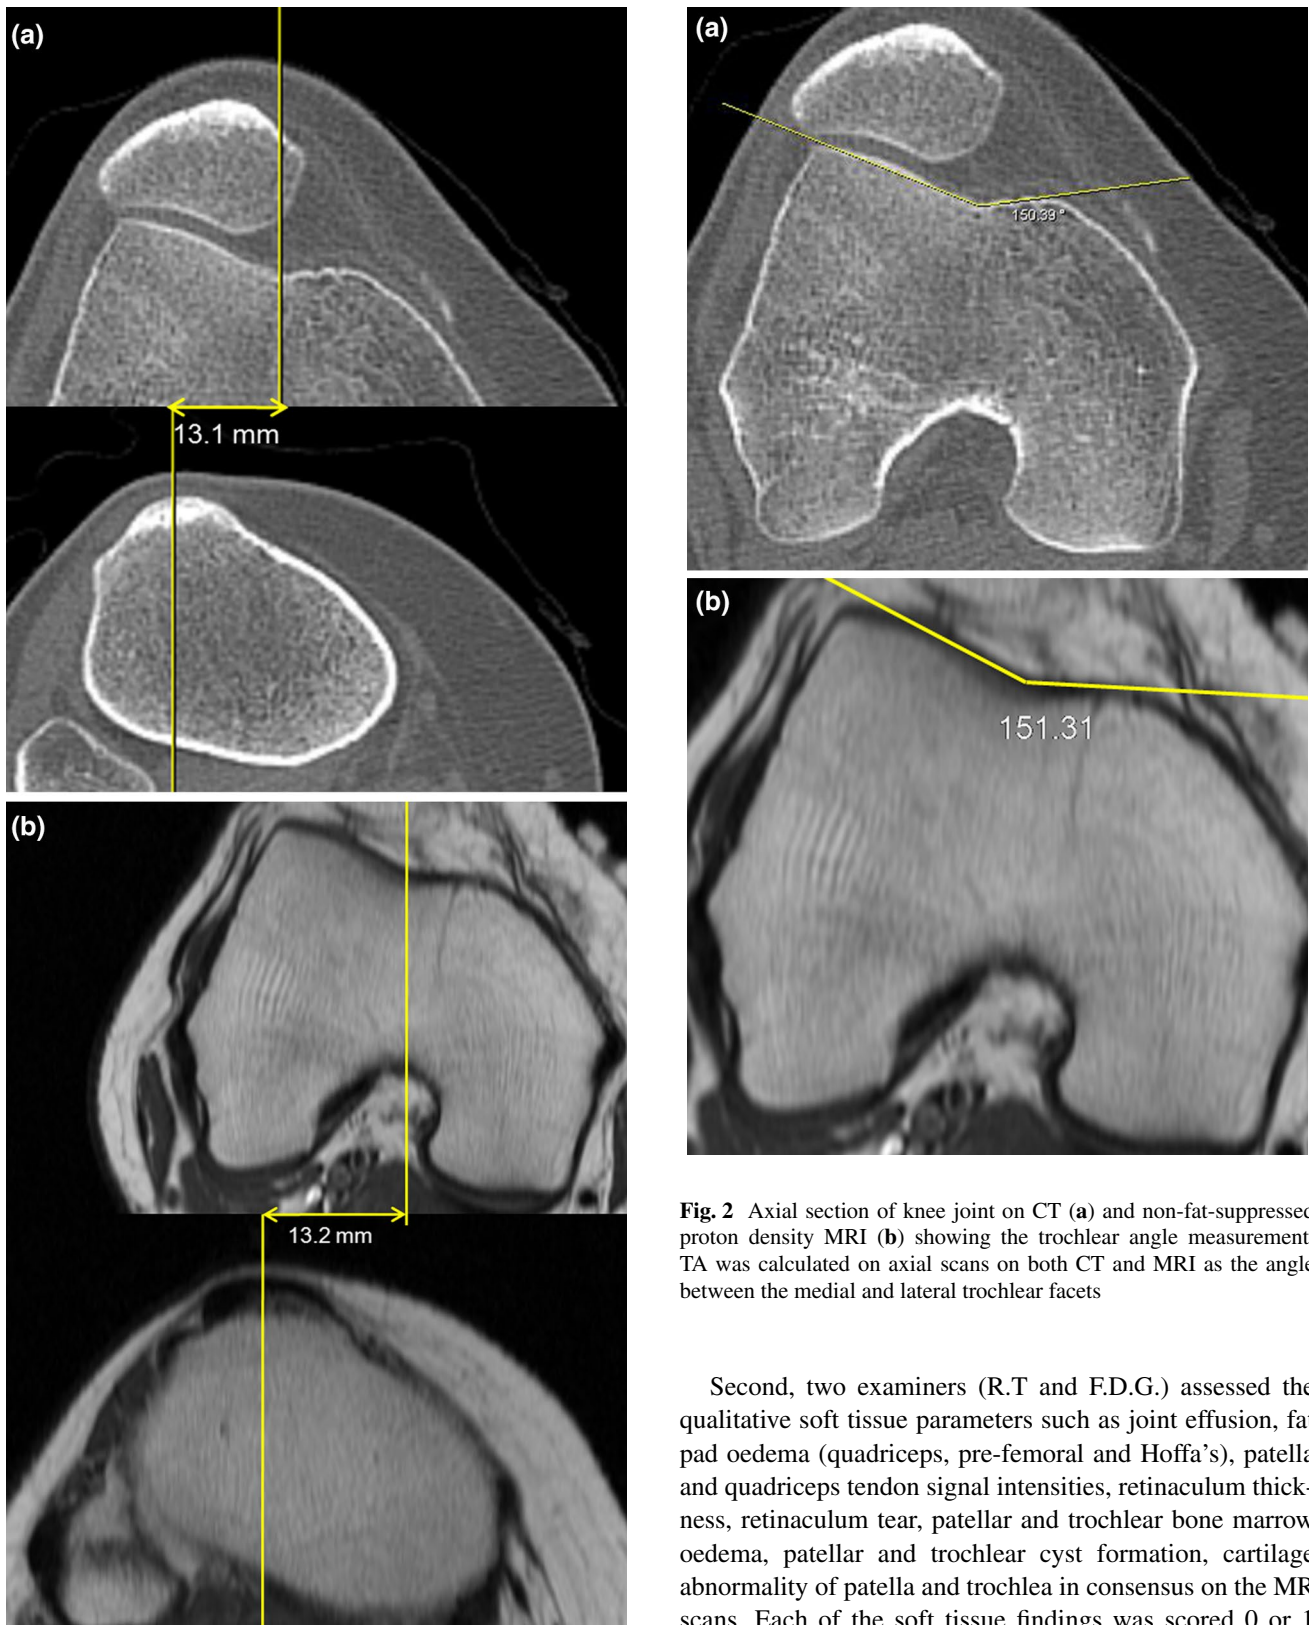 (a)
13.1 mm
(b)
13.2 mm
(a)
150.39°
(b)
151.31
Fig. 2 Axial section of knee joint on CT (a) and non-fat-suppressed
proton density MRI (b) showing the trochlear angle measurement
TA was calculated on axial scans on both CT and MRI as the angle
between the medial and lateral trochlear facets
Second, two examiners (R.T and F.D.G.) assessed the
qualitative soft tissue parameters such as joint effusion, fat
pad oedema (quadriceps, pre-femoral and Hoffa's), patella
and quadriceps tendon signal intensities, retinaculum thick-
ness, retinaculum tear, patellar and trochlear bone marrow
oedema, patellar and trochlear cyst formation, cartilage
abnormality of patella and trochlea in consensus on the MR
scans. Each of the soft tissue findings was scored 0 or 1